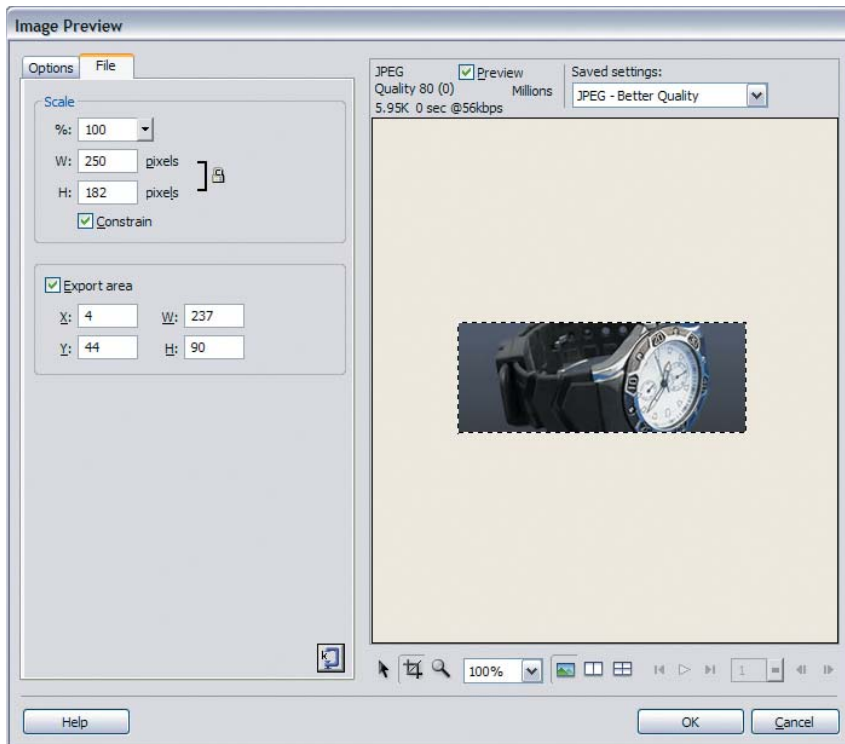 Image Preview
Options File
Scale
%: 100
W: 250 pixels
H: 182 pixels
Constrain
Export area
X: 4 W: 237
Y: 44 H: 90
JPEG Preview
Quality 80 (0) Millions
5.95K 0 sec @56kbps
Saved settings:
JPEG - Better Quality
20
10
100%
1
Help OK Cancel